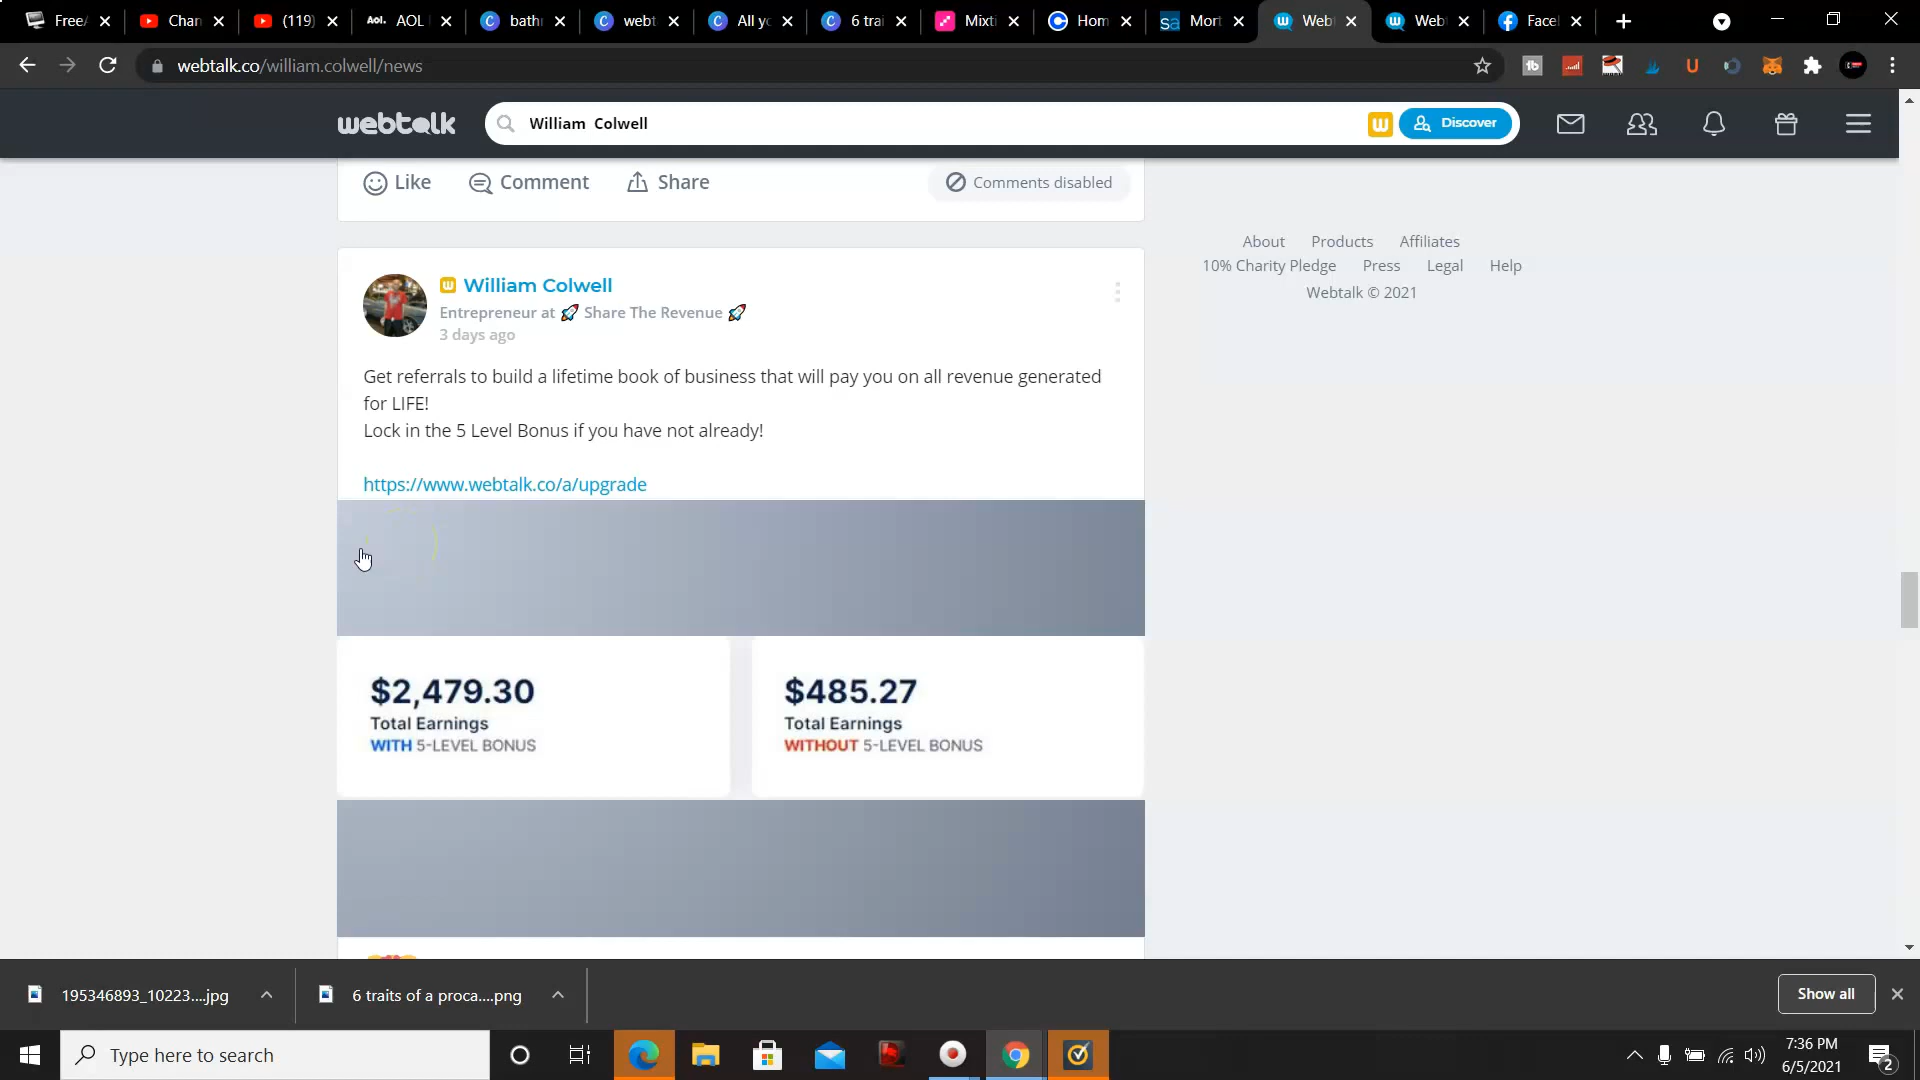 Free
Chan
(119)
AOL. AOL
bath
webt
All yo
6 trai
Mixti
Hom
sa Mort
Web
Web
Face
webtalk.co/william.colwell/news
webtalk
William Colwell
Discover
Like
Comment
Share
Comments disabled
About Products Affiliates
10% Charity Pledge Press Legal Help
Webtalk © 2021
William Colwell
Entrepreneur at 🚀 Share The Revenue 🚀
3 days ago
Get referrals to build a lifetime book of business that will pay you on all revenue generated
for LIFE!
Lock in the 5 Level Bonus if you have not already!
https://www.webtalk.co/a/upgrade
$2,479.30
Total Earnings
WITH 5-LEVEL BONUS
$485.27
Total Earnings
WITHOUT 5-LEVEL BONUS
195346893_10223....jpg
6 traits of a proca....png
Show all
Type here to search
7:36 PM
6/5/2021
2